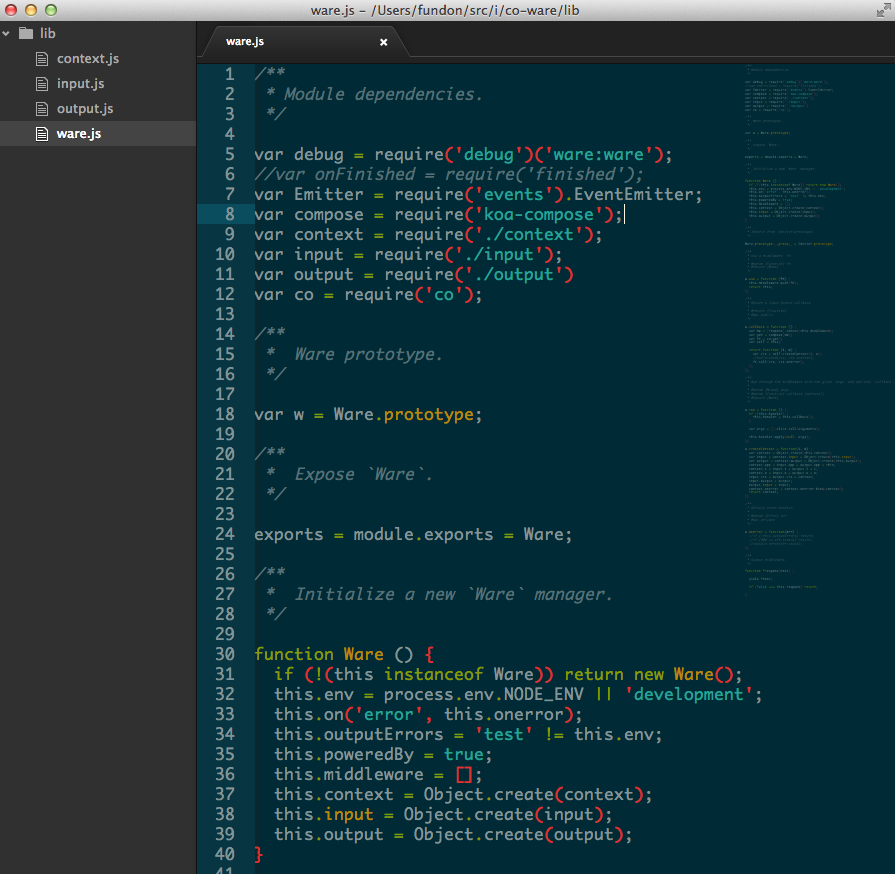 ware.js – /Users/fundon/src/i/co-ware/lib
lib
context.js
input.js
output.js
ware.js
ware.js ×
1 /**
2  * Module dependencies.
3  */
4
5 var debug = require('debug')('ware:ware');
6 //var onFinished = require('finished');
7 var Emitter = require('events').EventEmitter;
8 var compose = require('koa-compose');
9 var context = require('./context');
10 var input = require('./input');
11 var output = require('./output')
12 var co = require('co');
13
14 /**
15  *  Ware prototype.
16  */
17
18 var w = Ware.prototype;
19
20 /**
21  *  Expose `Ware`.
22  */
23
24 exports = module.exports = Ware;
25
26 /**
27  *  Initialize a new `Ware` manager.
28  */
29
30 function Ware () {
31   if (!(this instanceof Ware)) return new Ware();
32   this.env = process.env.NODE_ENV || 'development';
33   this.on('error', this.onerror);
34   this.outputErrors = 'test' != this.env;
35   this.poweredBy = true;
36   this.middleware = [];
37   this.context = Object.create(context);
38   this.input = Object.create(input);
39   this.output = Object.create(output);
40 }
41